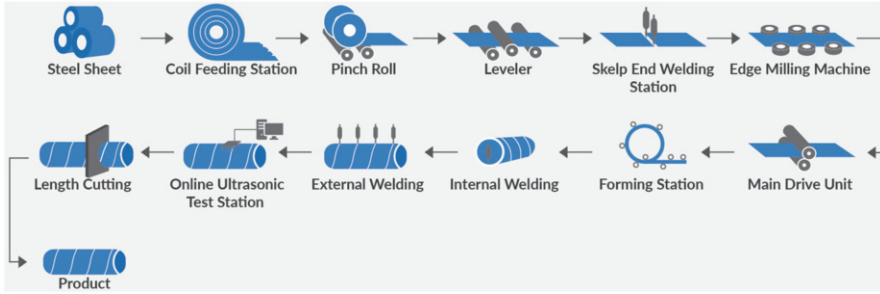 Steel Sheet
Coil Feeding Station
Pinch Roll
Leveler
Skelp End Welding
Station
Edge Milling Machine
Main Drive Unit
Forming Station
Internal Welding
External Welding
Online Ultrasonic
Test Station
Length Cutting
Product